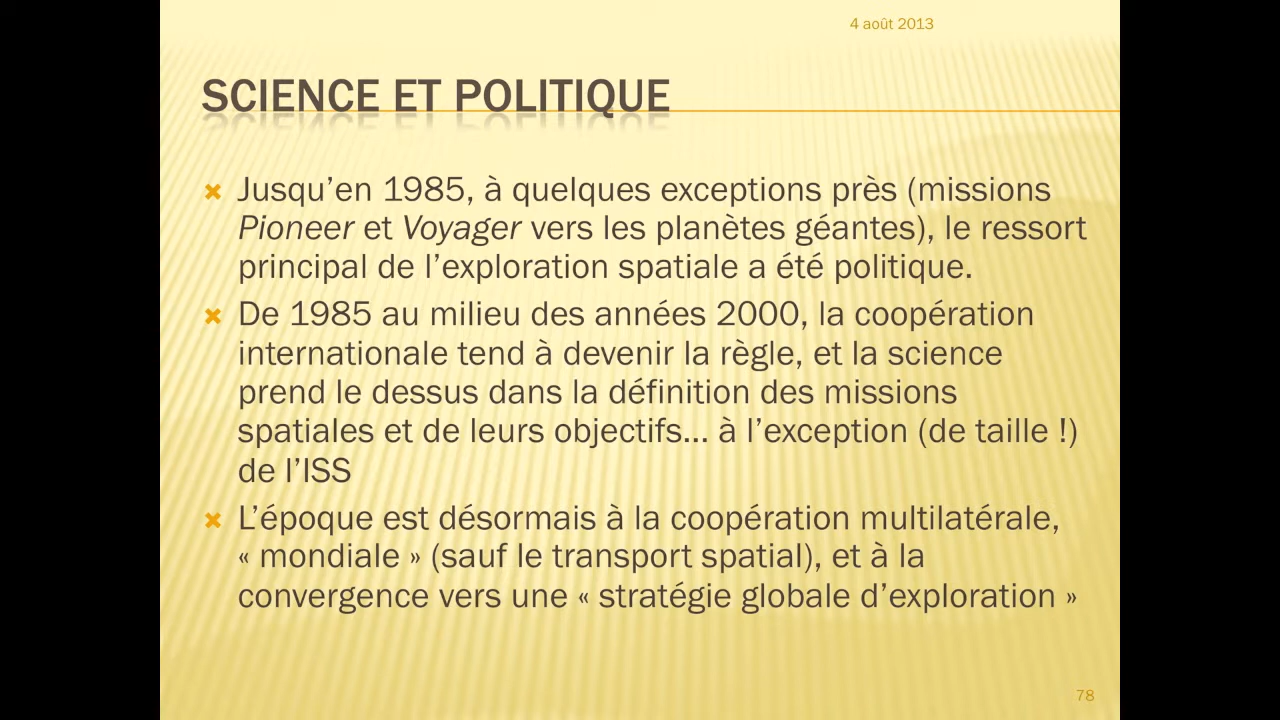 4 août 2013
SCIENCE ET POLITIQUE
Jusqu’en 1985, à quelques exceptions près (missions
Pioneer et Voyager vers les planètes géantes), le ressort
principal de l’exploration spatiale a été politique.
De 1985 au milieu des années 2000, la coopération
internationale tend à devenir la règle, et la science
prend le dessus dans la définition des missions
spatiales et de leurs objectifs… à l’exception (de taille !)
de l’ISS
L’époque est désormais à la coopération multilatérale,
« mondiale » (sauf le transport spatial), et à la
convergence vers une « stratégie globale d’exploration »
78